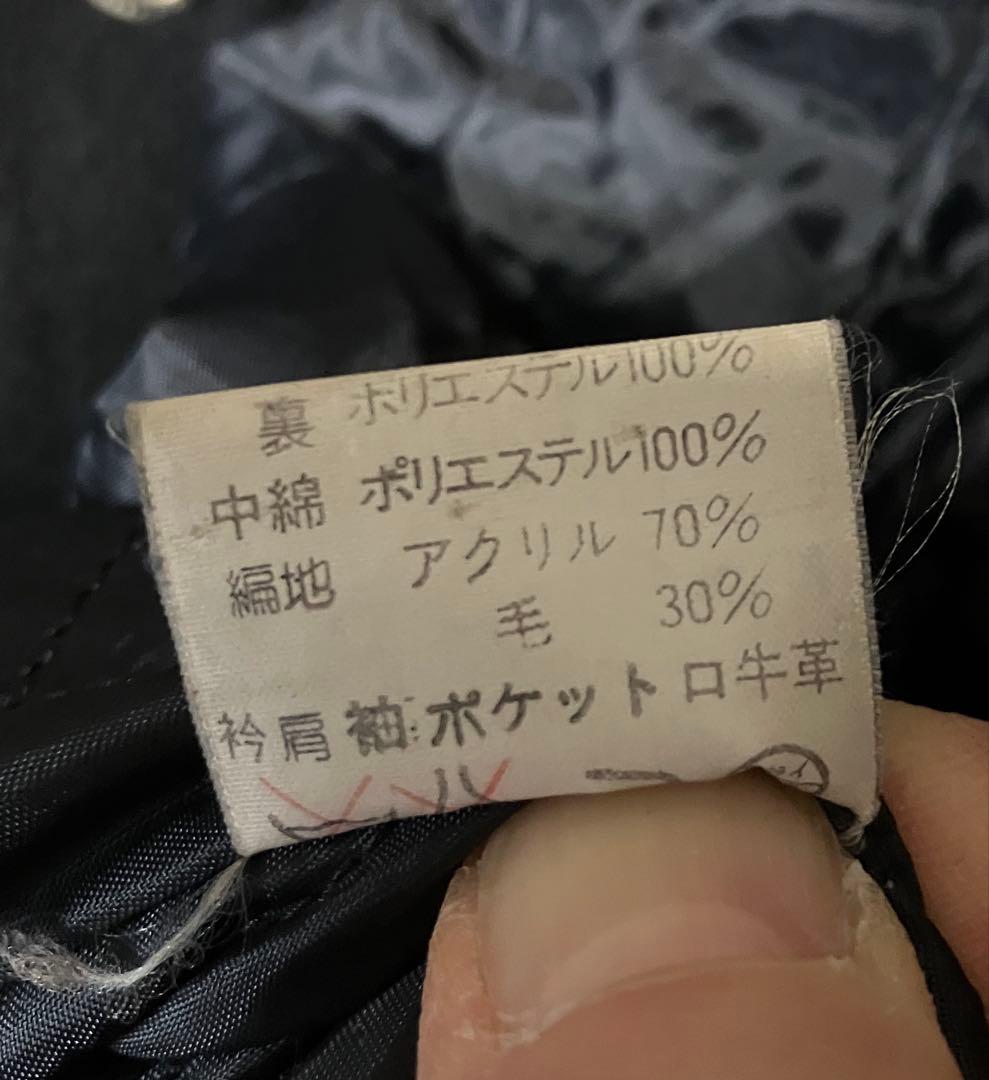 裏 ポリエステル100%
中綿 ポリエステル100%
編地 アクリル 70%
毛 30%
衿肩袖:ポケット口牛革